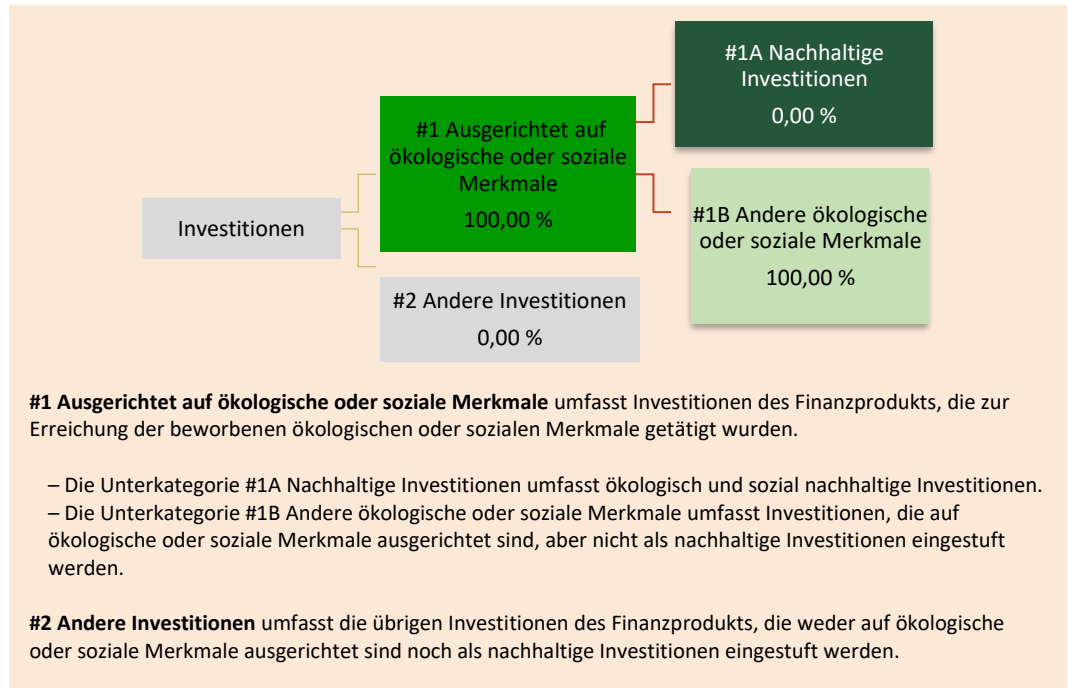 #1A Nachhaltige
Investitionen
0,00 %
#1 Ausgerichtet auf
ökologische oder soziale
Merkmale
100,00 %
Investitionen
#1B Andere ökologische
oder soziale Merkmale
100,00 %
#2 Andere Investitionen
0,00 %
#1 Ausgerichtet auf ökologische oder soziale Merkmale umfasst Investitionen des Finanzprodukts, die zur
Erreichung der beworbenen ökologischen oder sozialen Merkmale getätigt wurden.
– Die Unterkategorie #1A Nachhaltige Investitionen umfasst ökologisch und sozial nachhaltige Investitionen.
– Die Unterkategorie #1B Andere ökologische oder soziale Merkmale umfasst Investitionen, die auf
ökologische oder soziale Merkmale ausgerichtet sind, aber nicht als nachhaltige Investitionen eingestuft
werden.
#2 Andere Investitionen umfasst die übrigen Investitionen des Finanzprodukts, die weder auf ökologische
oder soziale Merkmale ausgerichtet sind noch als nachhaltige Investitionen eingestuft werden.